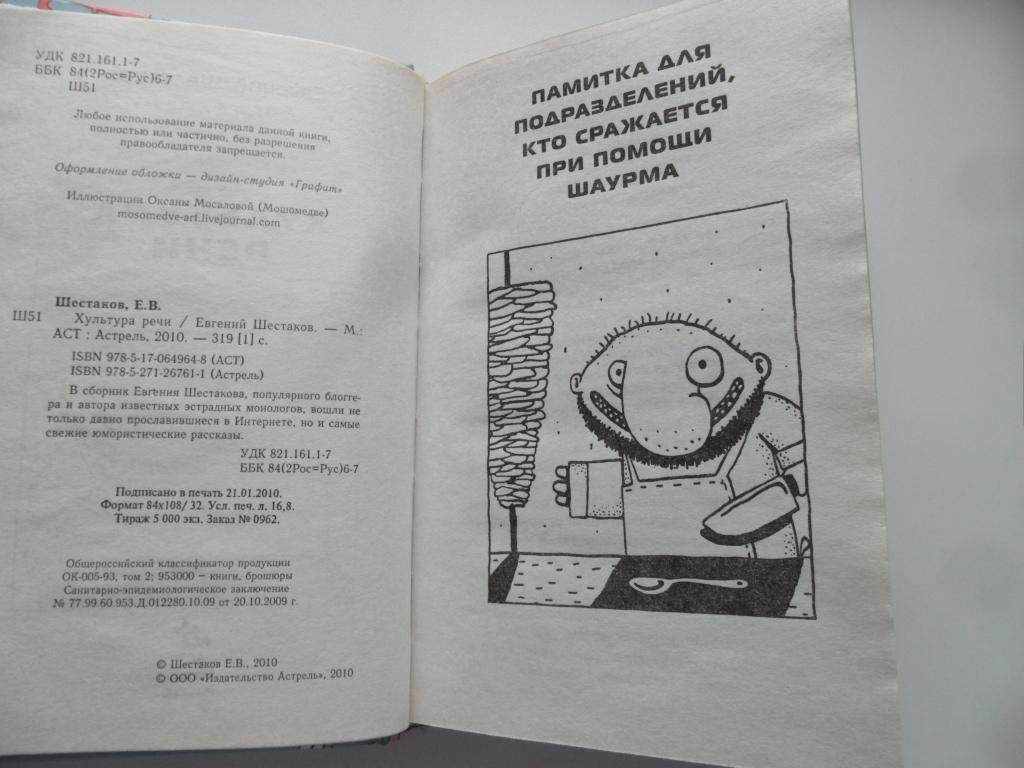 УДК 821.161.1-7
ББК 84(2Рос=Рус)6-7
Ш51
Любое использование материала данной книги,
полностью или частично, без разрешения
правообладателя запрещается.
Оформление обложки — дизайн-студия «Графит»
Иллюстрации Оксаны Мосаловой (Мошомедве)
mosomedve-art.livejournal.com
Шестаков, Е.В.
Ш51 Хультура речи / Евгений Шестаков. — М.:
АСТ : Астрель, 2010. — 319 [1] с.
ISBN 978-5-17-064964-8 (АСТ)
ISBN 978-5-271-26761-1 (Астрель)
В сборник Евгения Шестакова, популярного блогге-
ра и автора известных эстрадных монологов, вошли не
только давно прославившиеся в Интернете, но и самые
свежие юмористические рассказы.
УДК 821.161.1-7
ББК 84(2Рос=Рус)6-7
Подписано в печать 21.01.2010.
Формат 84х108/ 32. Усл. печ. л. 16,8.
Тираж 5 000 экз. Заказ № 0962.
Общероссийский классификатор продукции
ОК-005-93, том 2; 953000 — книги, брошюры
Санитарно-эпидемиологическое заключение
№ 77.99.60.953.Д.012280.10.09 от 20.10.2009 г.
© Шестаков Е.В., 2010
© ООО «Издательство Астрель», 2010
ПАМИТКА ДЛЯ
ПОДРАЗДЕЛЕНИЙ,
КТО СРАЖАЕТСЯ
ПРИ ПОМОЩИ
ШАУРМА